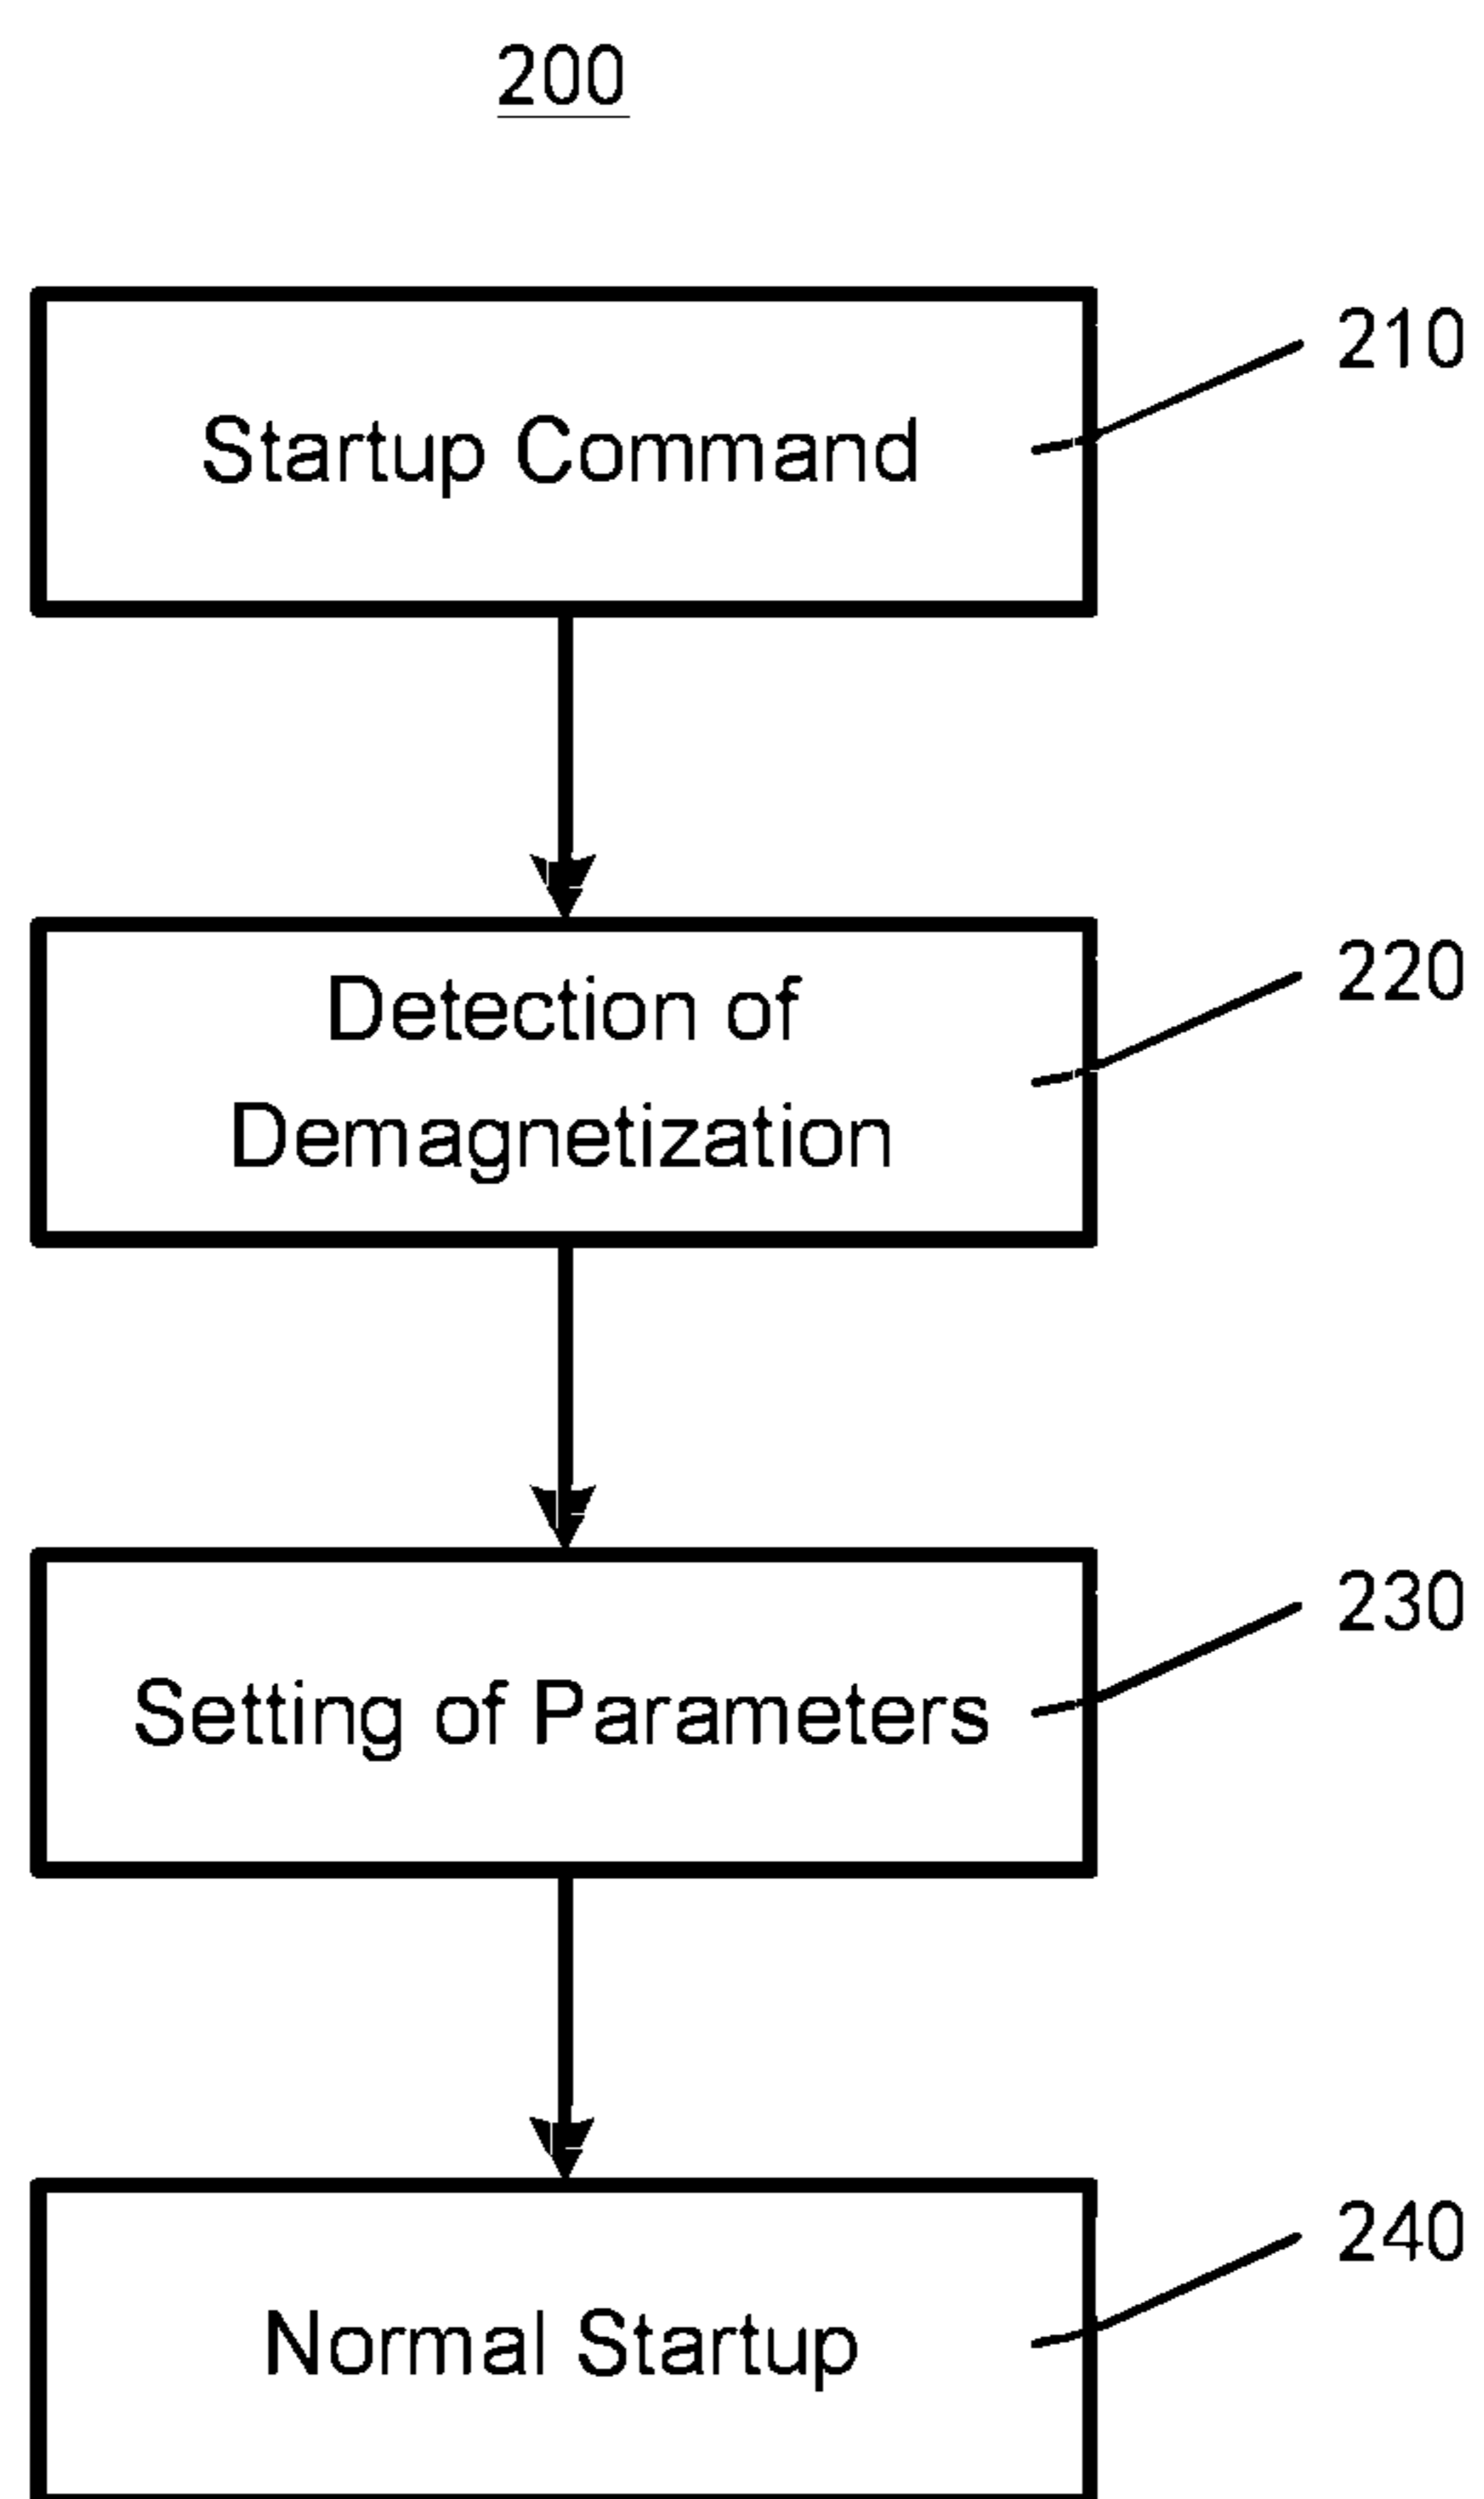 200
Startup Command
210
Detection of
Demagnetization
220
Setting of Parameters
230
Normal Startup
240